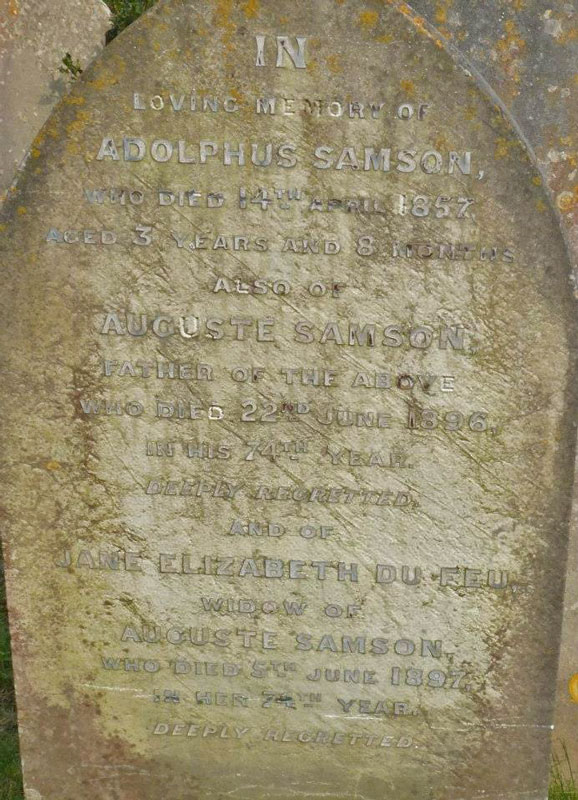 IN
LOVING MEMORY OF
ADOLPHUS SAMSON,
WHO DIED 14TH APRIL 1857.
AGED 3 YEARS AND 8 MONTHS
ALSO OF
AUGUSTE SAMSON,
FATHER OF THE ABOVE
WHO DIED 22ND JUNE 1896,
IN HIS 74TH YEAR.
DEEPLY REGRETTED,
AND OF
JANE ELIZABETH DU FEU,
WIDOW OF
AUGUSTE SAMSON,
WHO DIED 5TH JUNE 1897,
IN HER YEAR.
DEEPLY REGRETTED.